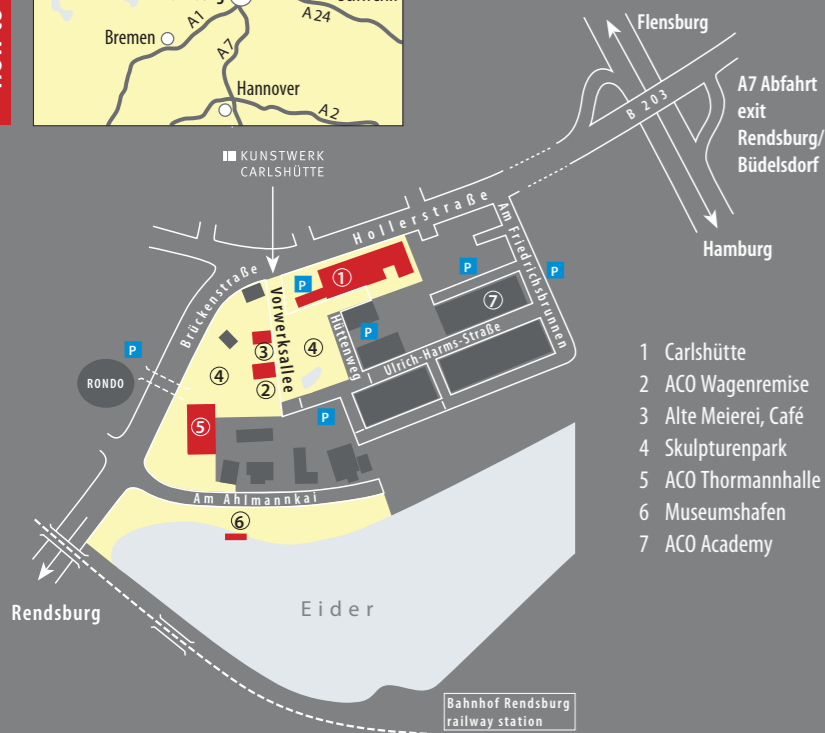 A1
A24
Bremen
A7
Hannover
A2
Flensburg
B 203
A7 Abfahrt
exit
Rendsburg/
Büdelsdorf
Hamburg
KUNSTWERK
CARLSHÜTTE
Hollerstraße
Am Friedrichsbrunnen
Brückenstraße
Vorwerksallee
Hüttenweg
Ulrich-Harms-Straße
P
P
P
P
P
P
RONDO
1
7
3
4
4
2
5
Am Ahlmannkai
6
Rendsburg
Eider
Bahnhof Rendsburg
railway station
1 Carlshütte
2 ACO Wagenremise
3 Alte Meierei, Café
4 Skulpturenpark
5 ACO Thormannhalle
6 Museumshafen
7 ACO Academy